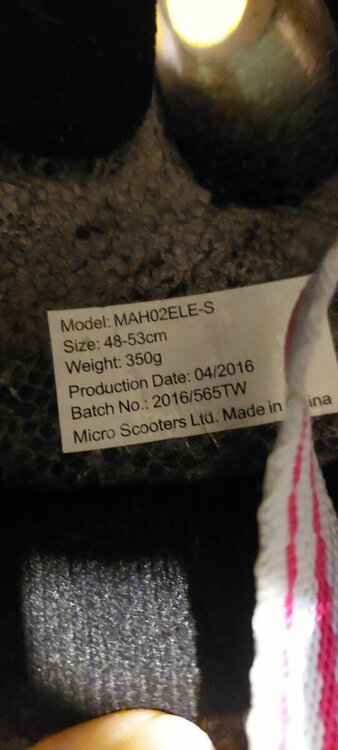 Model: MAH02ELE-S
Size: 48-53cm
Weight: 350g
Production Date: 04/2016
Batch No.: 2016/565TW
Micro Scooters Ltd. Made in